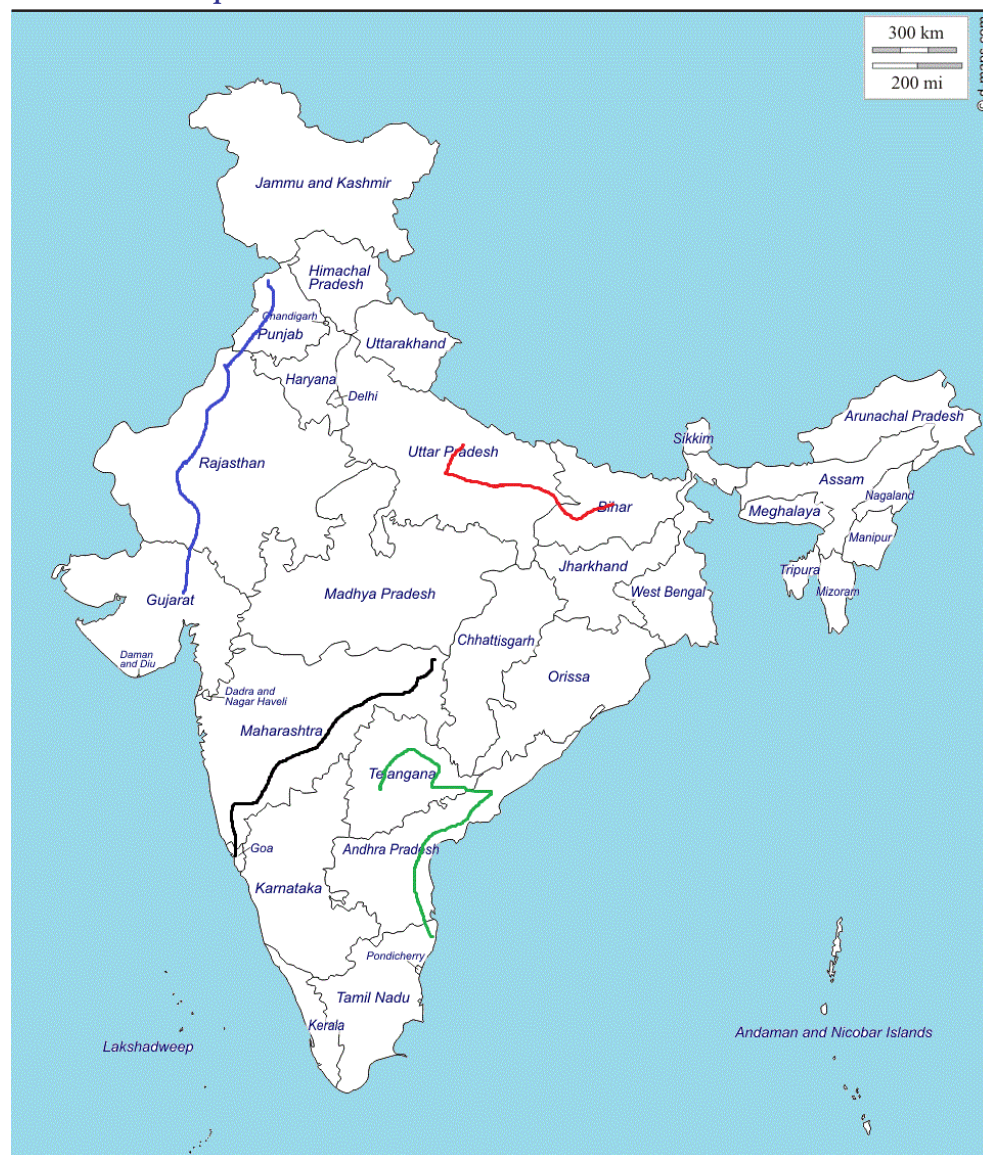 300 km
200 mi
Jammu and Kashmir
Himachal
Pradesh
Chandigarh
Punjab
Uttarakhand
Haryana
Delhi
Arunachal Pradesh
Sikkim
Uttar Pradesh
Rajasthan
Assam
Nagaland
Bihar
Meghalaya
Manipur
Jharkhand
Tripura
Mizoram
West Bengal
Madhya Pradesh
Gujarat
Chhattisgarh
Daman
and Diu
Orissa
Dadra and
Nagar Haveli
Maharashtra
Telangana
Goa
Andhra Pradesh
Karnataka
Pondicherry
Tamil Nadu
Kerala
Lakshadweep
Andaman and Nicobar Islands